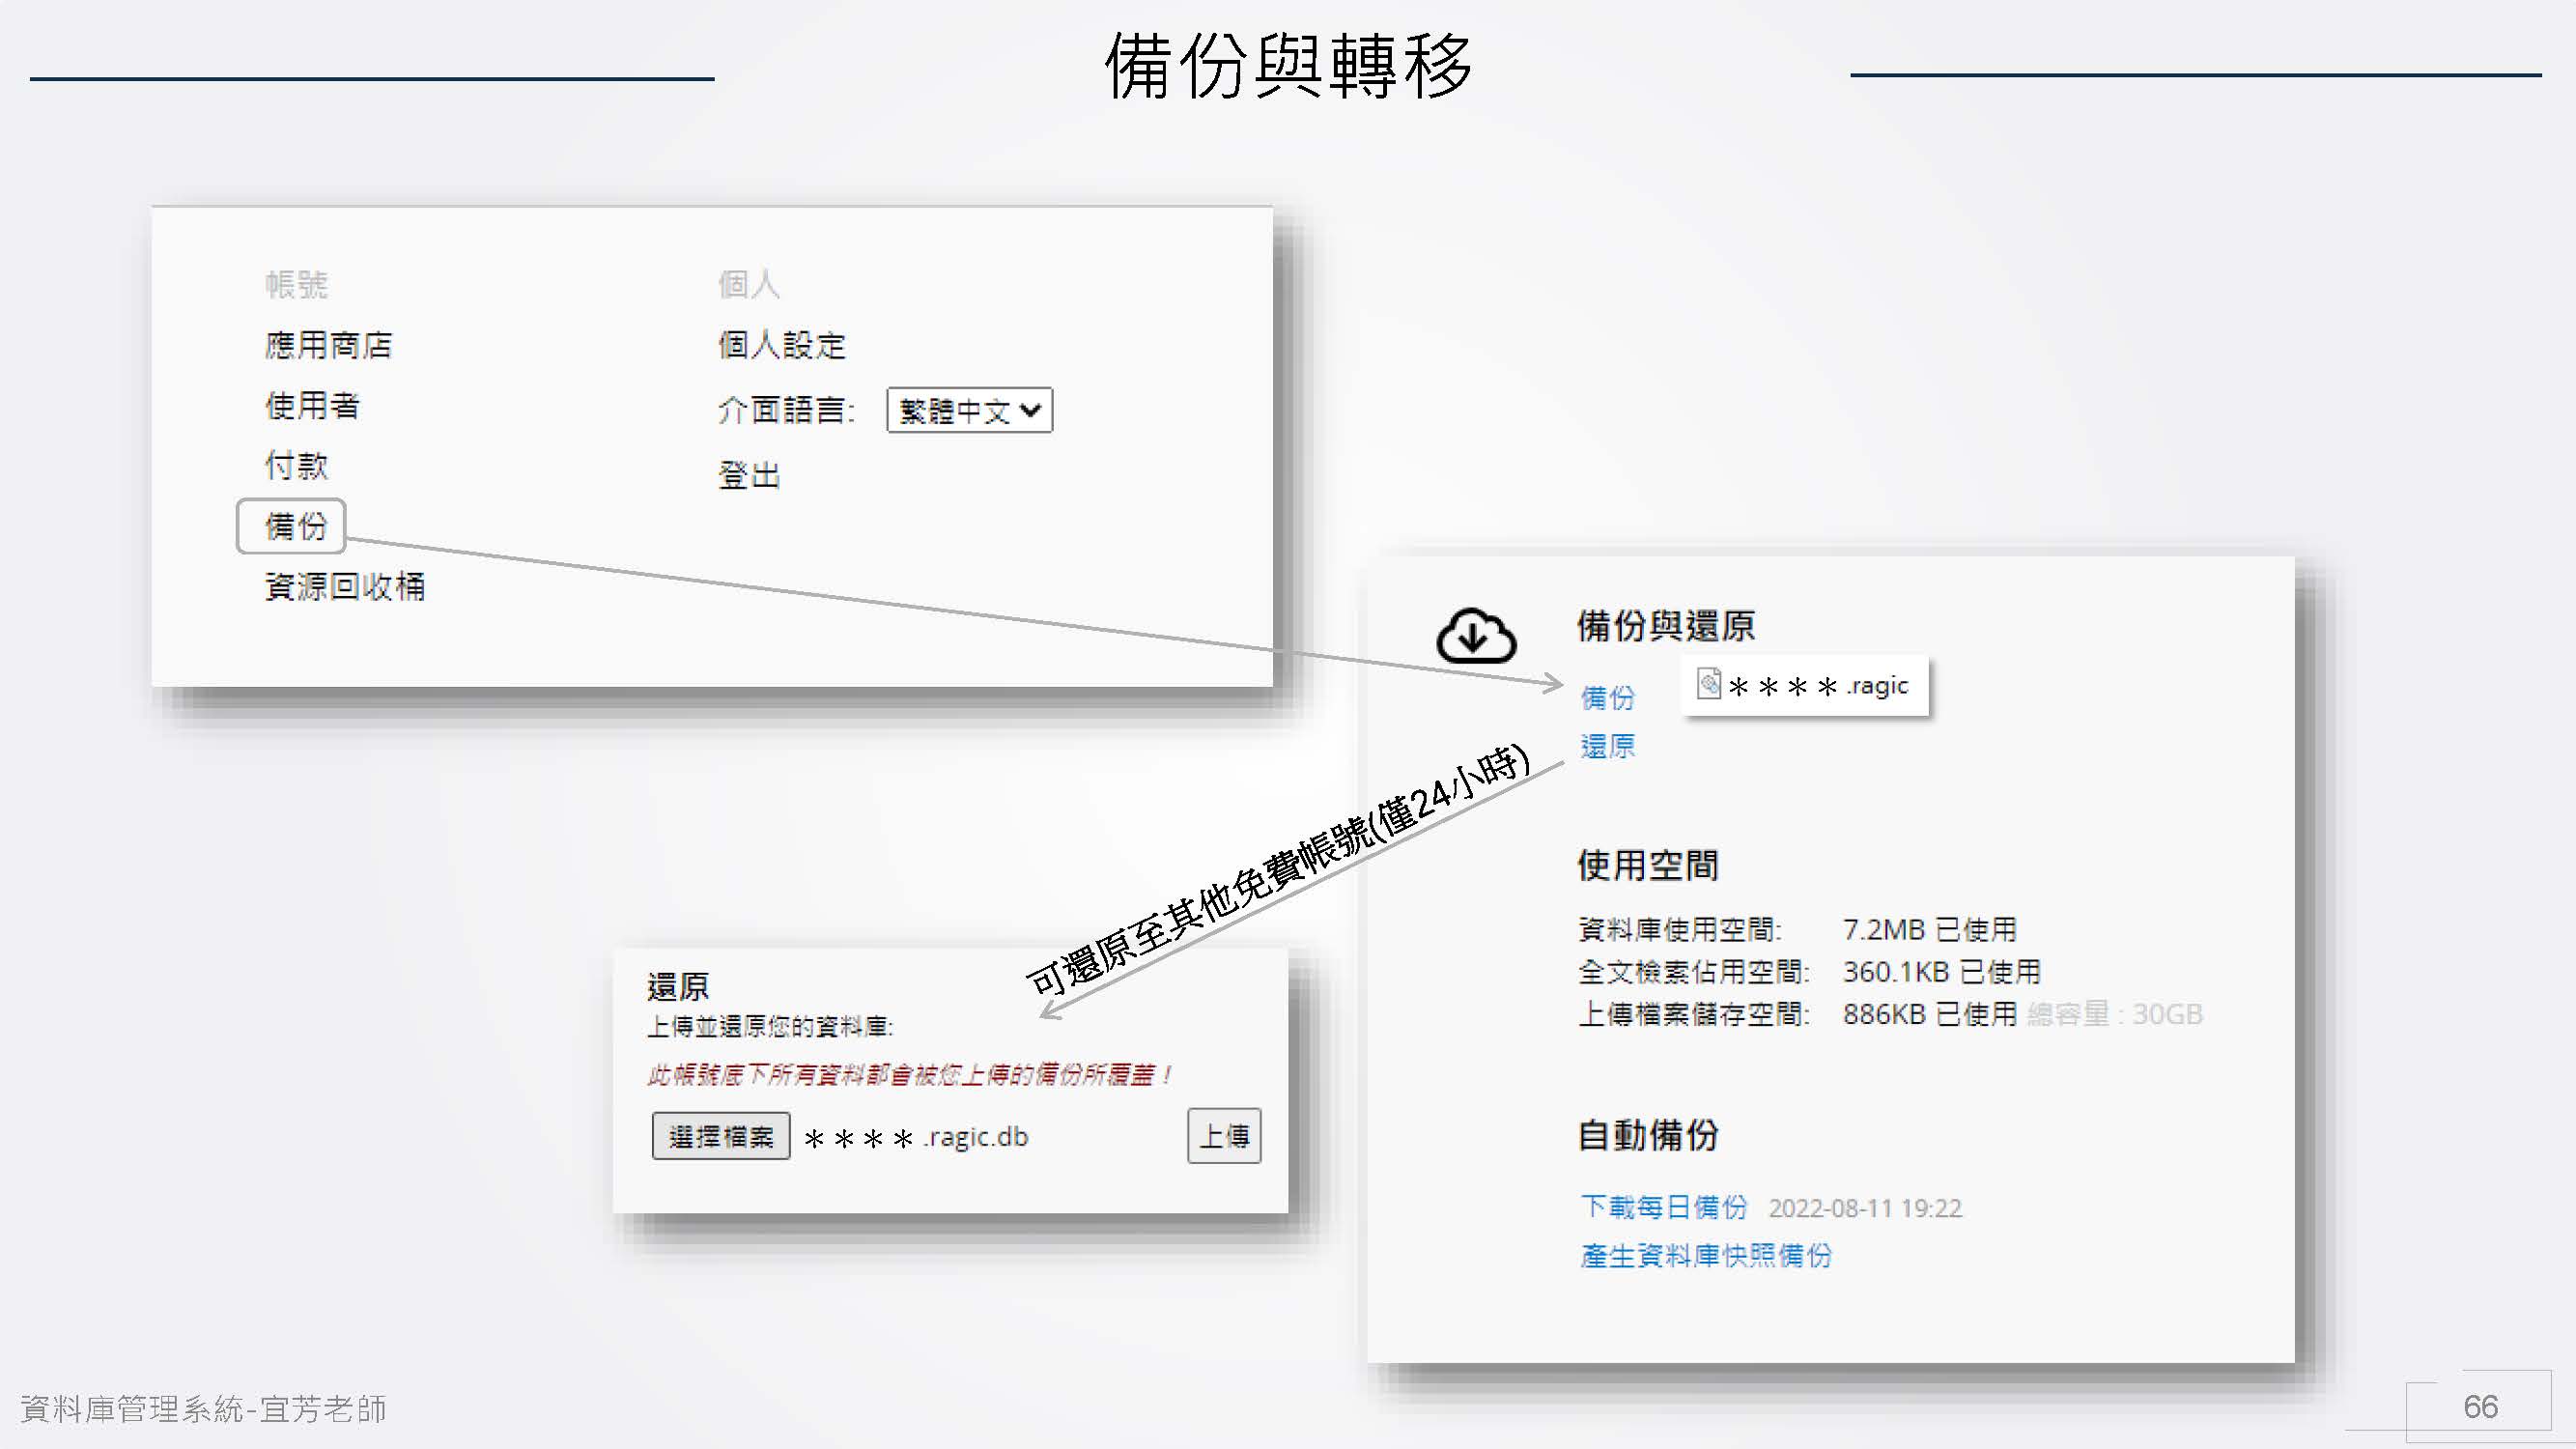 備份與轉移
帳號
應用商店
使用者
付款
備份
資源回收桶
個人
個人設定
介面語言: 繁體中文
登出
備份與還原
備份 ＊＊＊＊.ragic
還原
可還原至其他免費帳號(僅24小時)
使用空間
資料庫使用空間: 7.2MB 已使用
全文檢索佔用空間: 360.1KB 已使用
上傳檔案儲存空間: 886KB 已使用 總容量 : 30GB
自動備份
下載每日備份 2022-08-11 19:22
產生資料庫快照備份
還原
上傳並還原您的資料庫:
此帳號底下所有資料都會被您上傳的備份所覆蓋！
選擇檔案 ＊＊＊＊.ragic.db 上傳
資料庫管理系統-宜芳老師
66